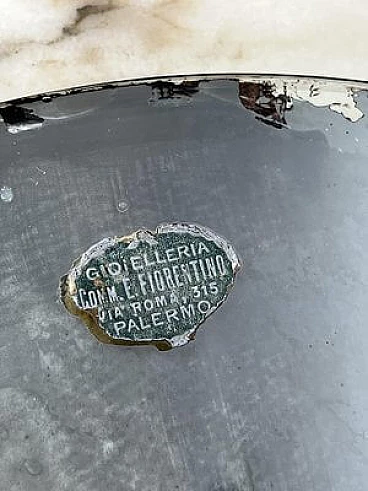 GIOIELLERIA
COMM. E. FIORENTINO
VIA ROMA, 315
PALERMO